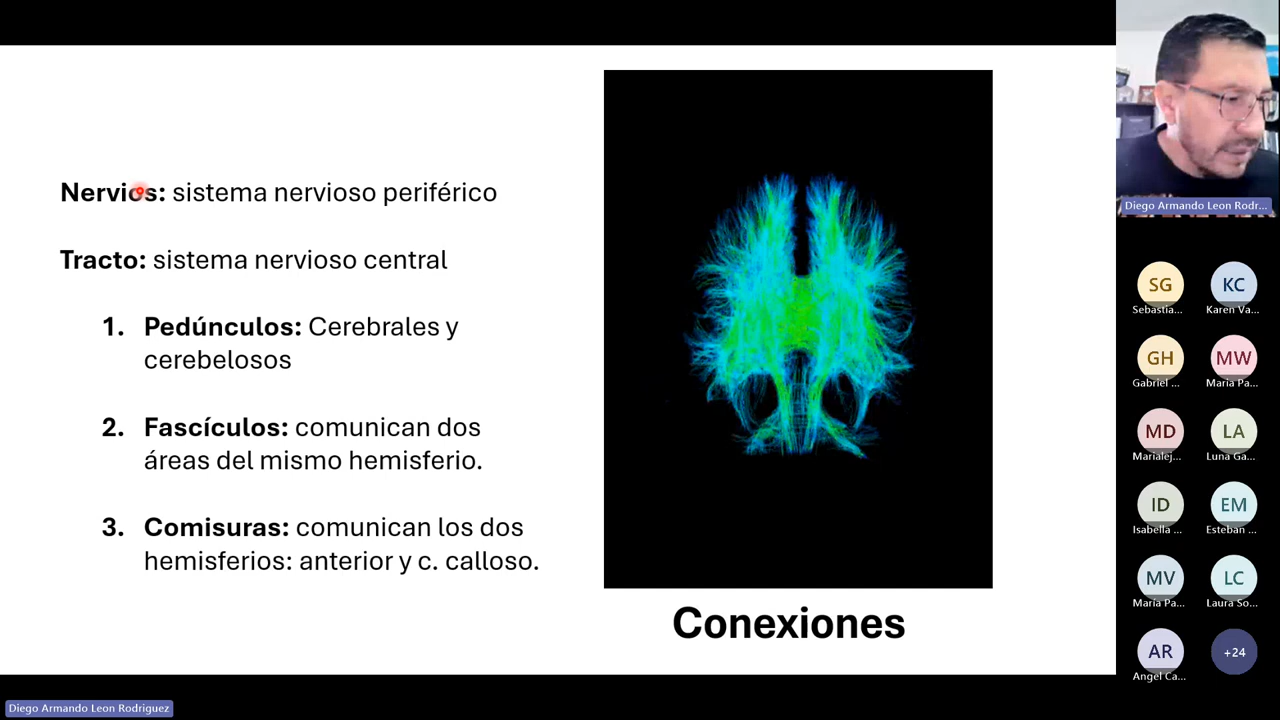 Nervios: sistema nervioso periférico
Tracto: sistema nervioso central
1. Pedúnculos: Cerebrales y
cerebelosos
2. Fascículos: comunican dos
áreas del mismo hemisferio.
3. Comisuras: comunican los dos
hemisferios: anterior y c. calloso.
Conexiones
Diego Armando Leon Rodr...
SG
Sebastia...
KC
Karen Va...
GH
Gabriel ...
MW
Maria Pa...
MD
Marialej...
LA
Luna Ga...
ID
Isabella ...
EM
Esteban ...
MV
Maria Pa...
LC
Laura So...
AR
Angel Ca...
+24
Diego Armando Leon Rodriguez